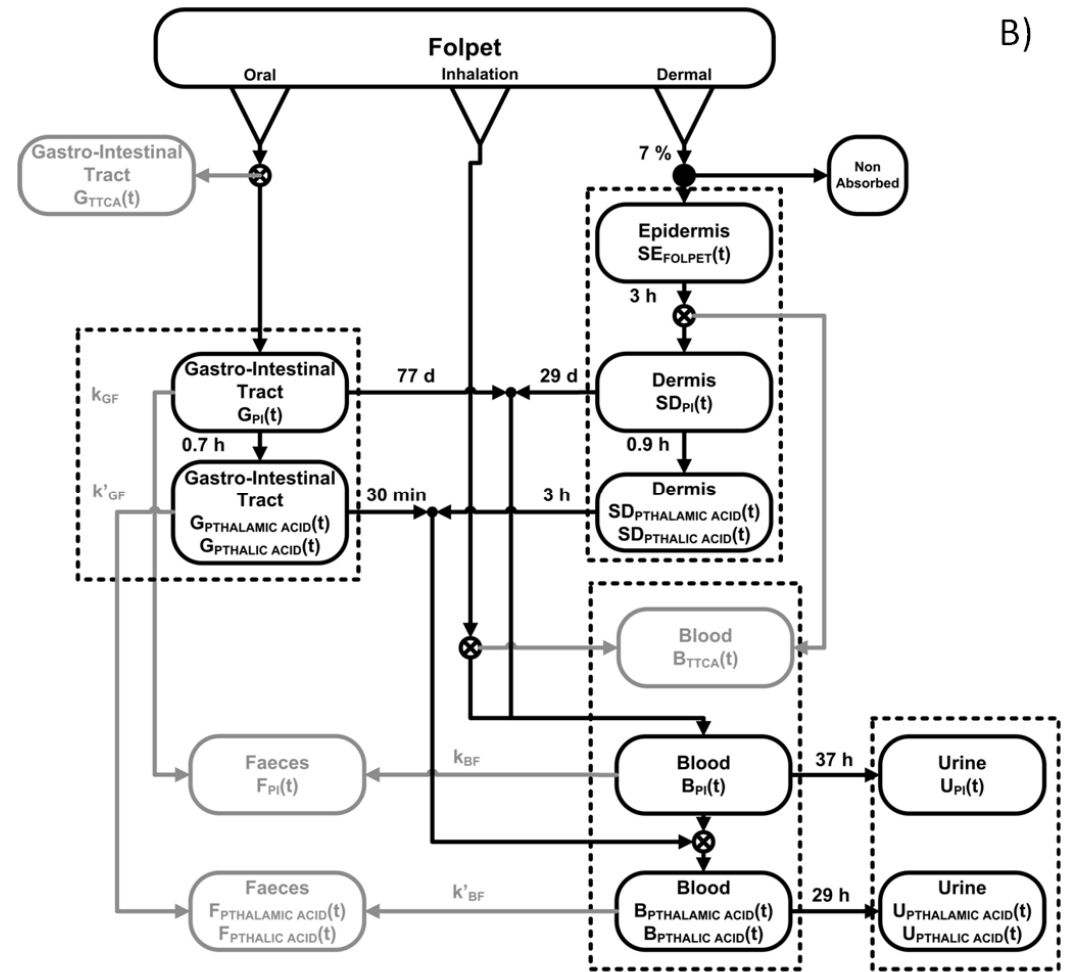 B)
Folpet
Oral
Inhalation
Dermal
Gastro-Intestinal
Tract
GTTCA(t)
7 %
Non
Absorbed
Epidermis
SEFOLPET(t)
3 h
Gastro-Intestinal
Tract
GPI(t)
kGF
77 d
29 d
Dermis
SDPI(t)
0.7 h
0.9 h
Gastro-Intestinal
Tract
GPTHALAMIC ACID(t)
GPTHALIC ACID(t)
k'GF
30 min
3 h
Dermis
SDPTHALAMIC ACID(t)
SDPTHALIC ACID(t)
Blood
BTTCA(t)
Faeces
FPI(t)
kBF
Blood
BPI(t)
37 h
Urine
UPI(t)
Faeces
FPTHALAMIC ACID(t)
FPTHALIC ACID(t)
k'BF
Blood
BPTHALAMIC ACID(t)
BPTHALIC ACID(t)
29 h
Urine
UPTHALAMIC ACID(t)
UPTHALIC ACID(t)